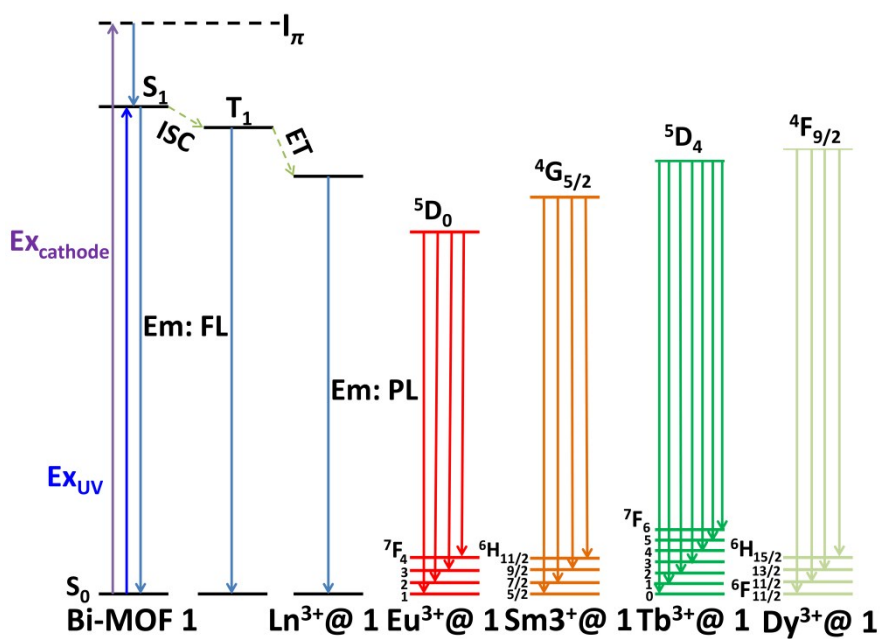 Iπ
S1
T1
ISC
ET
5D4
4F9/2
4G5/2
5D0
Excathode
Em: FL
Em: PL
ExUV
7F6
5
4
3
2
1
0
7F4
3
2
1
6H11/2
9/2
7/2
5/2
6H15/2
13/2
11/2
6F11/2
S0
Bi-MOF 1
Ln3+@ 1
Eu3+@ 1
Sm3+@ 1
Tb3+@ 1
Dy3+@ 1